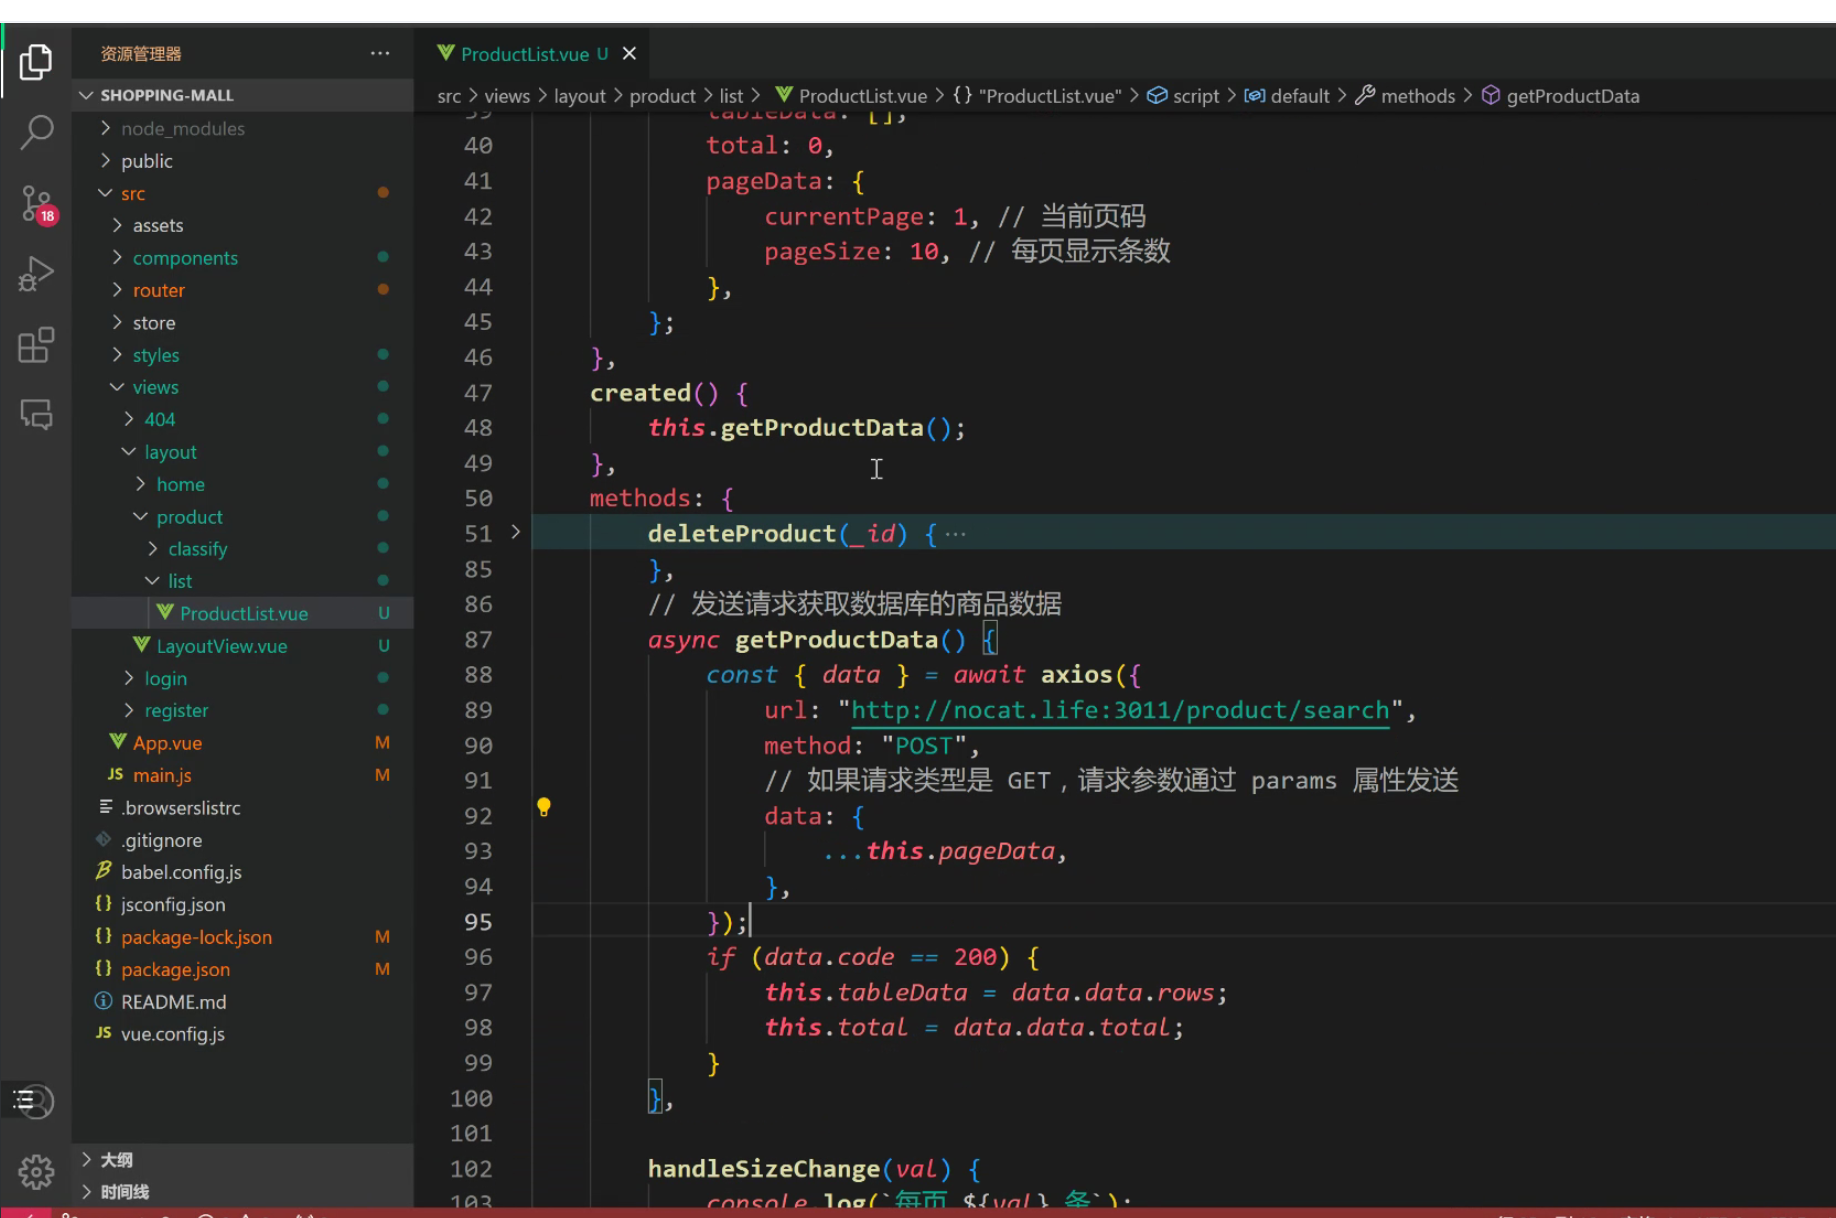 资源管理器 ···
SHOPPING-MALL
node_modules
public
src
assets
components
router
store
styles
views
404
layout
home
product
classify
list
ProductList.vue U
LayoutView.vue U
login
register
App.vue M
JS main.js M
.browserslistrc
.gitignore
babel.config.js
{} jsconfig.json
{} package-lock.json M
{} package.json M
README.md
JS vue.config.js
大纲
时间线
18
ProductList.vue U ×
src > views > layout > product > list > ProductList.vue > {} "ProductList.vue" > script > default > methods > getProductData
39 tableData: [],
40 total: 0,
41 pageData: {
42 currentPage: 1, // 当前页码
43 pageSize: 10, // 每页显示条数
44 },
45 };
46 },
47 created() {
48 this.getProductData();
49 },
50 methods: {
51 deleteProduct(_id) { ···
85 },
86 // 发送请求获取数据库的商品数据
87 async getProductData() {
88 const { data } = await axios({
89 url: "http://nocat.life:3011/product/search",
90 method: "POST",
91 // 如果请求类型是 GET，请求参数通过 params 属性发送
92 data: {
93 ...this.pageData,
94 },
95 });
96 if (data.code == 200) {
97 this.tableData = data.data.rows;
98 this.total = data.data.total;
99 }
100 },
101
102 handleSizeChange(val) {
103 console.log(`每页 ${val} 条`);